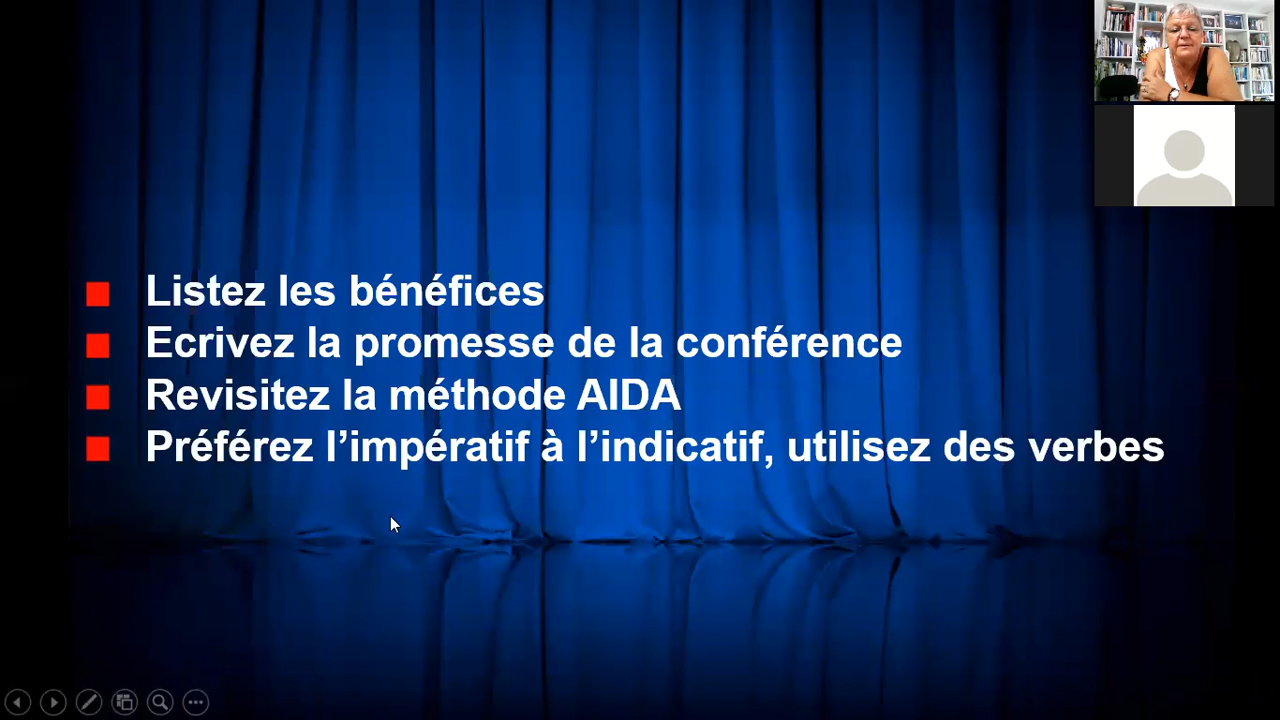 Listez les bénéfices
Ecrivez la promesse de la conférence
Revisitez la méthode AIDA
Préférez l’impératif à l’indicatif, utilisez des verbes